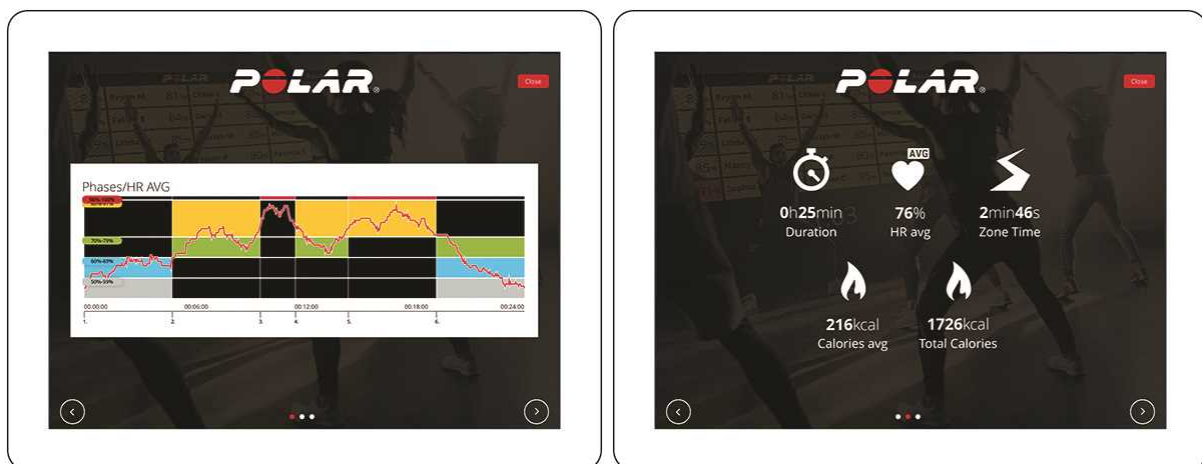 POLAR®
Close
Phases/HR AVG
90%-100%
70%-79%
60%-69%
50%-59%
00:00:00 00:06:00 00:12:00 00:18:00 00:24:00
1. 2. 3. 4. 5. 6.
POLAR®
Close
AVG
0h25min
Duration
76%
HR avg
2min46s
Zone Time
216kcal
Calories avg
1726kcal
Total Calories